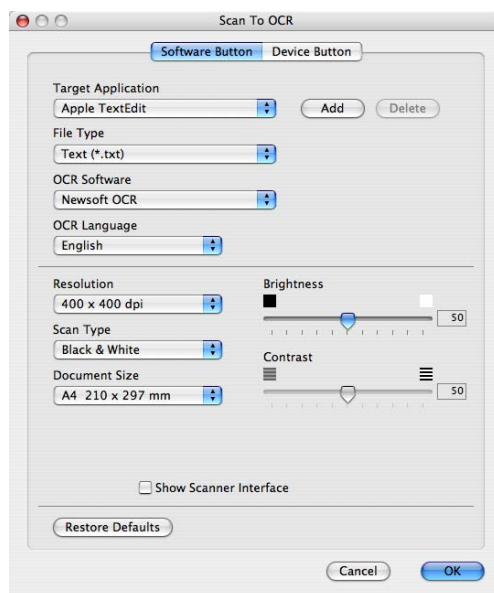 Scan To OCR
Software Button Device Button
Target Application
Apple TextEdit Add Delete
File Type
Text (*.txt)
OCR Software
Newsoft OCR
OCR Language
English
Resolution Brightness
400 x 400 dpi
50
Scan Type
Black & White
Contrast
Document Size
A4 210 x 297 mm 50
Show Scanner Interface
Restore Defaults
Cancel OK